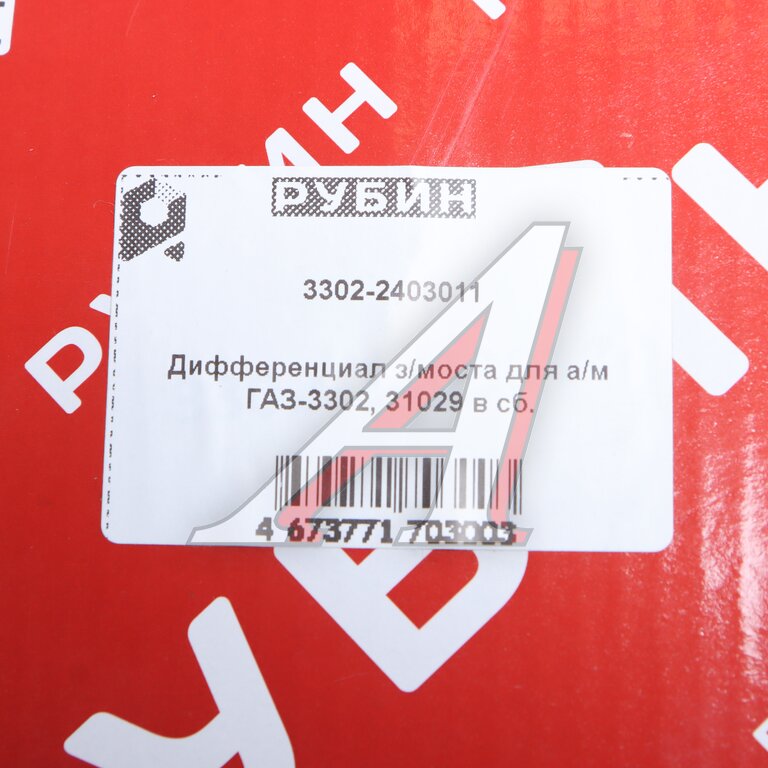 РУБИН
3302-2403011
Дифференциал з/моста для а/м
ГАЗ-3302, 31029 в сб.
4 673771 703003